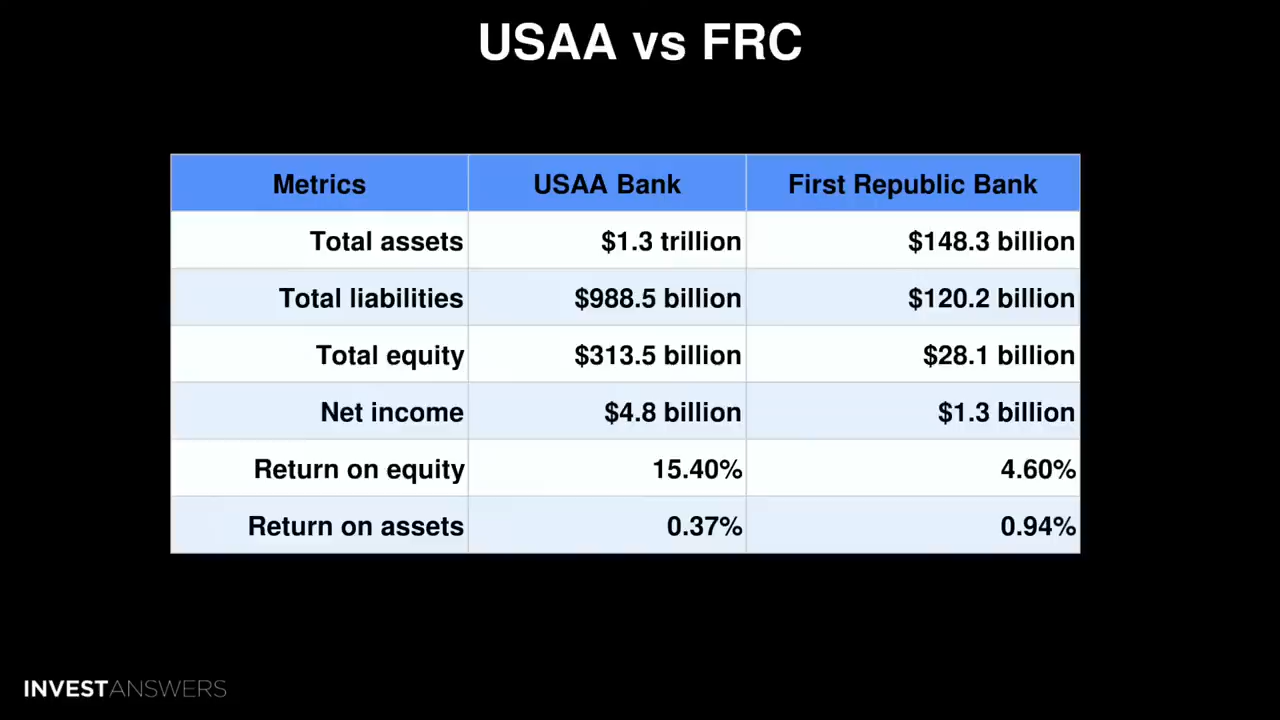 USAA vs FRC
Metrics USAA Bank First Republic Bank
Total assets $1.3 trillion $148.3 billion
Total liabilities $988.5 billion $120.2 billion
Total equity $313.5 billion $28.1 billion
Net income $4.8 billion $1.3 billion
Return on equity 15.40% 4.60%
Return on assets 0.37% 0.94%
INVESTANSWERS